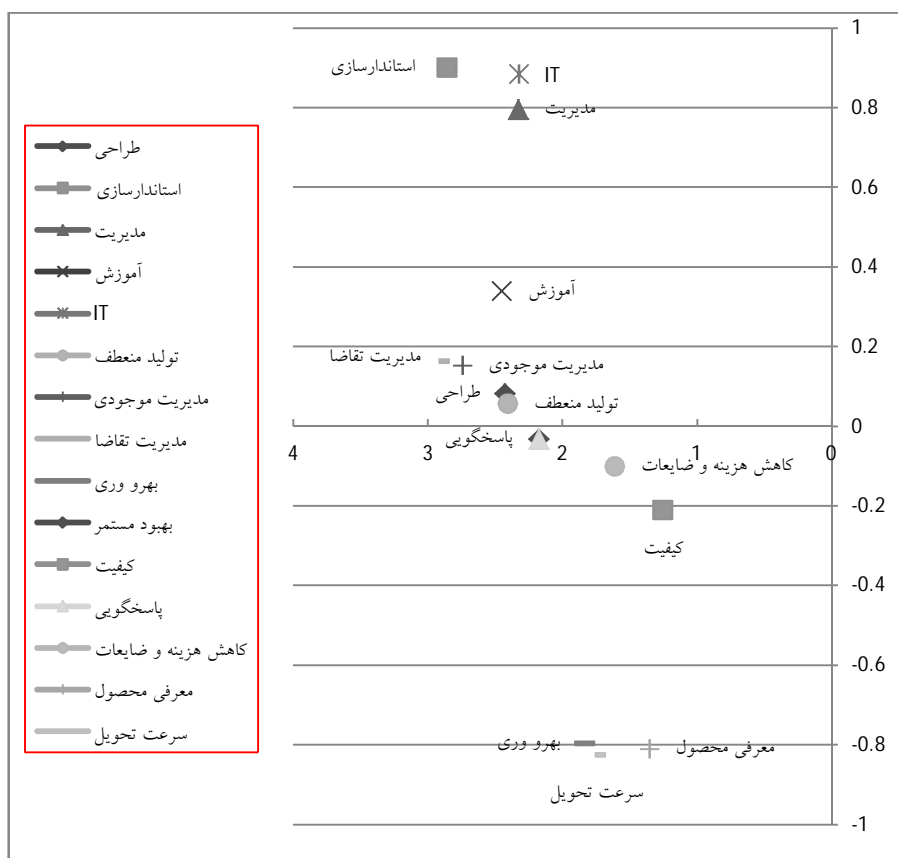 1
استاندارسازی
IT
0.8
مدیریت
0.6
0.4
آموزش
0.2
مدیریت موجودی
مدیریت تقاضا
طراحی
تولید منعطف
0
پاسخگویی
4
3
2
1
0
کاهش هزینه و ضایعات
-0.2
کیفیت
-0.4
-0.6
-0.8
معرفی محصول
بهرو وری
سرعت تحویل
-1
طراحی
استاندارسازی
مدیریت
آموزش
IT
تولید منعطف
مدیریت موجودی
مدیریت تقاضا
بهرو وری
بهبود مستمر
کیفیت
پاسخگویی
کاهش هزینه و ضایعات
معرفی محصول
سرعت تحویل